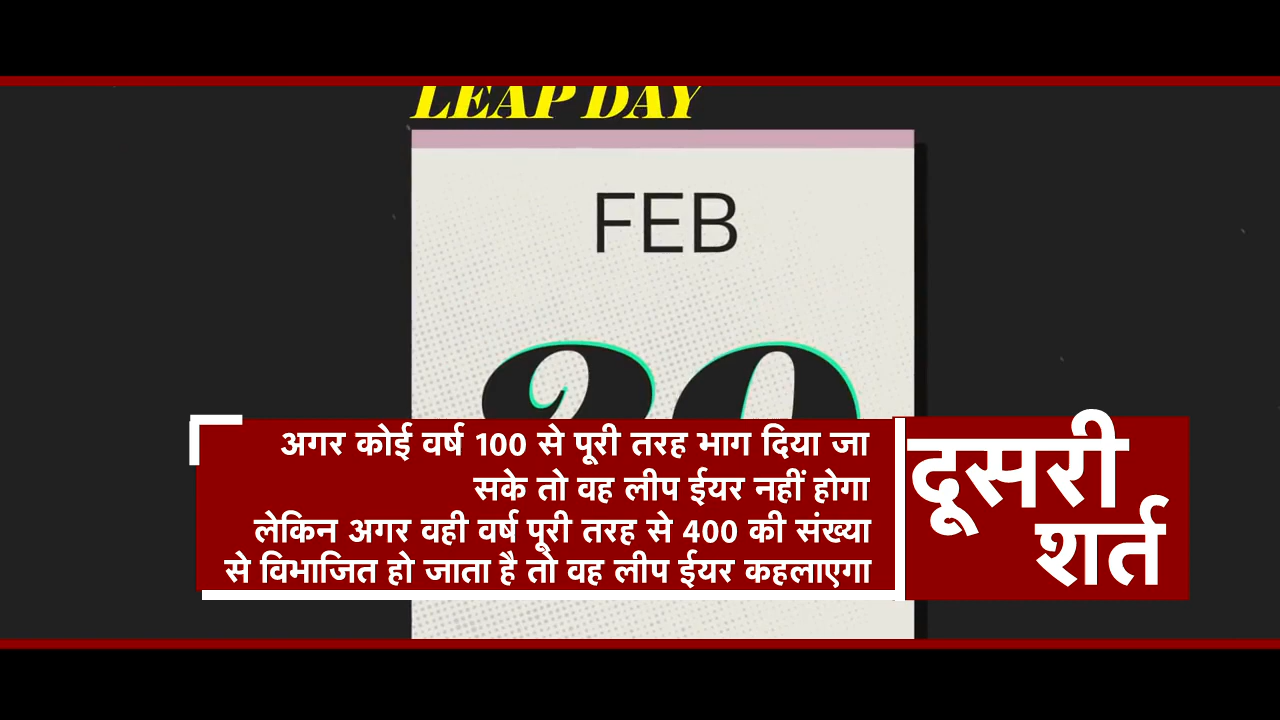 LEAP DAY
FEB
अगर कोई वर्ष 100 से पूरी तरह भाग दिया जा
सके तो वह लीप ईयर नहीं होगा
लेकिन अगर वही वर्ष पूरी तरह से 400 की संख्या
से विभाजित हो जाता है तो वह लीप ईयर कहलाएगा
दूसरी
शर्त